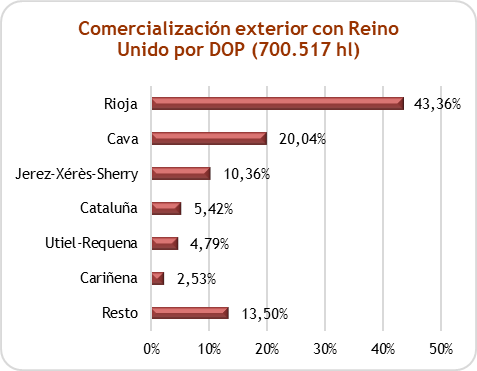 Comercialización exterior con Reino
Unido por DOP (700.517 hl)
Rioja 43,36%
Cava 20,04%
Jerez-Xérès-Sherry 10,36%
Cataluña 5,42%
Utiel-Requena 4,79%
Cariñena 2,53%
Resto 13,50%
0% 10% 20% 30% 40% 50%